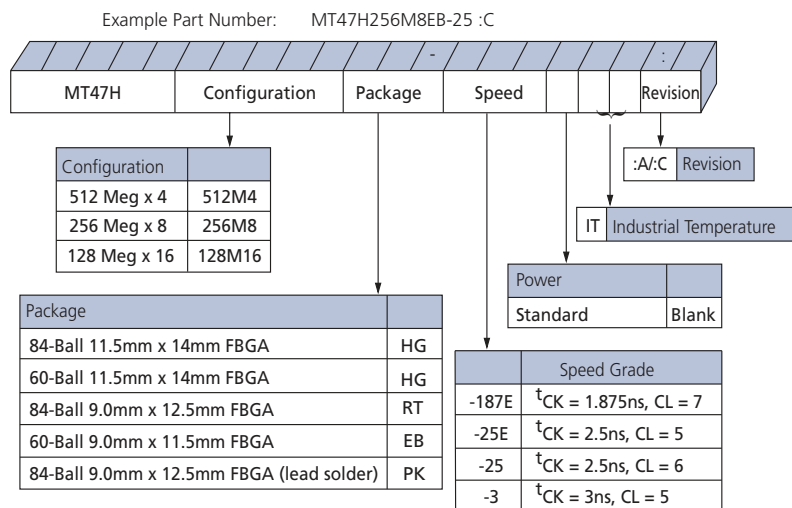 Example Part Number: MT47H256M8EB-25 :C
- :
MT47H Configuration Package Speed Revision
:A/:C Revision
IT Industrial Temperature
Configuration
512 Meg x 4 512M4
256 Meg x 8 256M8
128 Meg x 16 128M16
Power
Standard Blank
Package
84-Ball 11.5mm x 14mm FBGA HG
60-Ball 11.5mm x 14mm FBGA HG
84-Ball 9.0mm x 12.5mm FBGA RT
60-Ball 9.0mm x 11.5mm FBGA EB
84-Ball 9.0mm x 12.5mm FBGA (lead solder) PK
Speed Grade
-187E tCK = 1.875ns, CL = 7
-25E tCK = 2.5ns, CL = 5
-25 tCK = 2.5ns, CL = 6
-3 tCK = 3ns, CL = 5